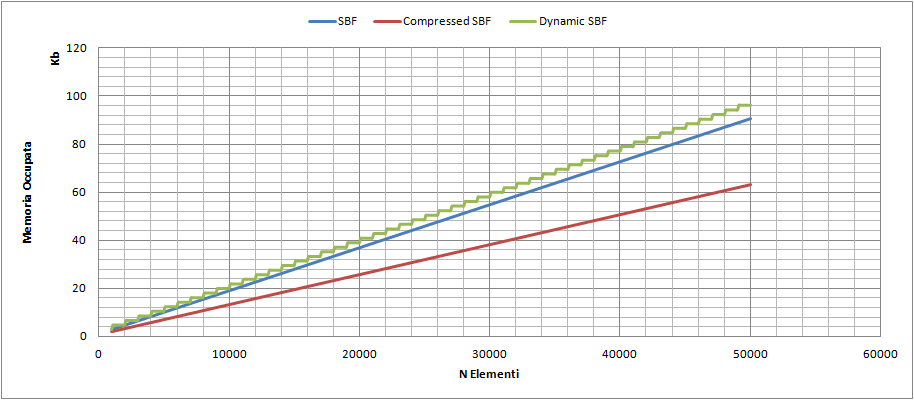 SBF Compressed SBF Dynamic SBF
Kb
Memoria Occupata
120
100
80
60
40
20
0
0 10000 20000 30000 40000 50000 60000
N Elementi